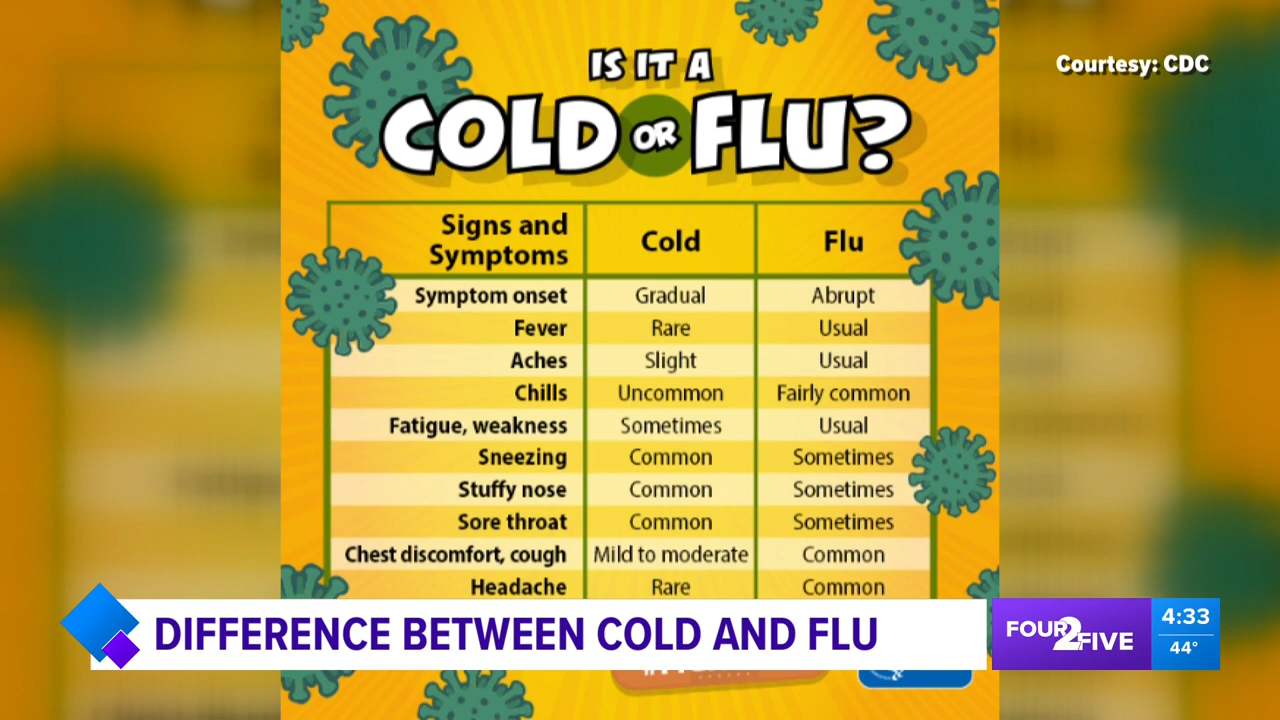 Courtesy: CDC
IS IT A
COLD OR FLU?
Signs and Symptoms Cold Flu
Symptom onset Gradual Abrupt
Fever Rare Usual
Aches Slight Usual
Chills Uncommon Fairly common
Fatigue, weakness Sometimes Usual
Sneezing Common Sometimes
Stuffy nose Common Sometimes
Sore throat Common Sometimes
Chest discomfort, cough Mild to moderate Common
Headache Rare Common
DIFFERENCE BETWEEN COLD AND FLU
FOUR 2 FIVE
4:33
44°